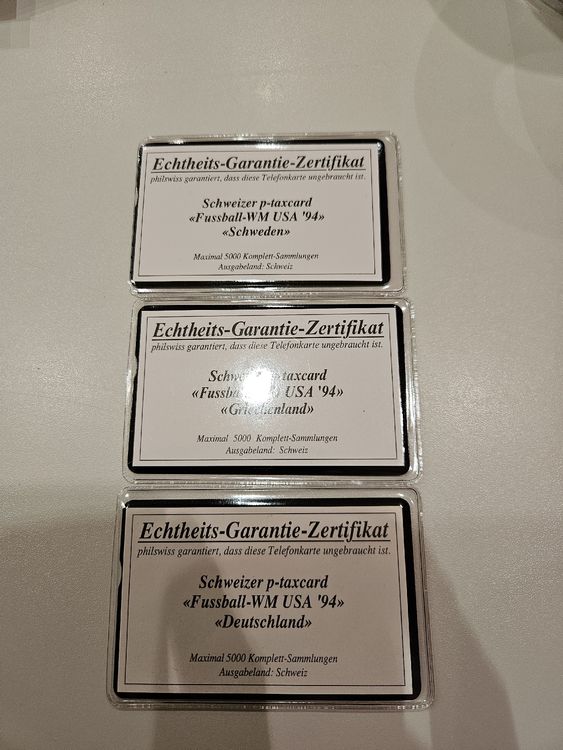 Echtheits-Garantie-Zertifikat
philswiss garantiert, dass diese Telefonkarte ungebraucht ist.
Schweizer p-taxcard
«Fussball-WM USA '94»
«Schweden»
Maximal 5000 Komplett-Sammlungen
Ausgabeland: Schweiz
Echtheits-Garantie-Zertifikat
philswiss garantiert, dass diese Telefonkarte ungebraucht ist.
taxcard
USA '94»
«Griechenland»
Maximal 5000 Komplett-Sammlungen
Ausgabeland: Schweiz
Echtheits-Garantie-Zertifikat
philswiss garantiert, dass diese Telefonkarte ungebraucht ist.
Schweizer p-taxcard
«Fussball-WM USA '94»
«Deutschland»
Maximal 5000 Komplett-Sammlungen
Ausgabeland: Schweiz